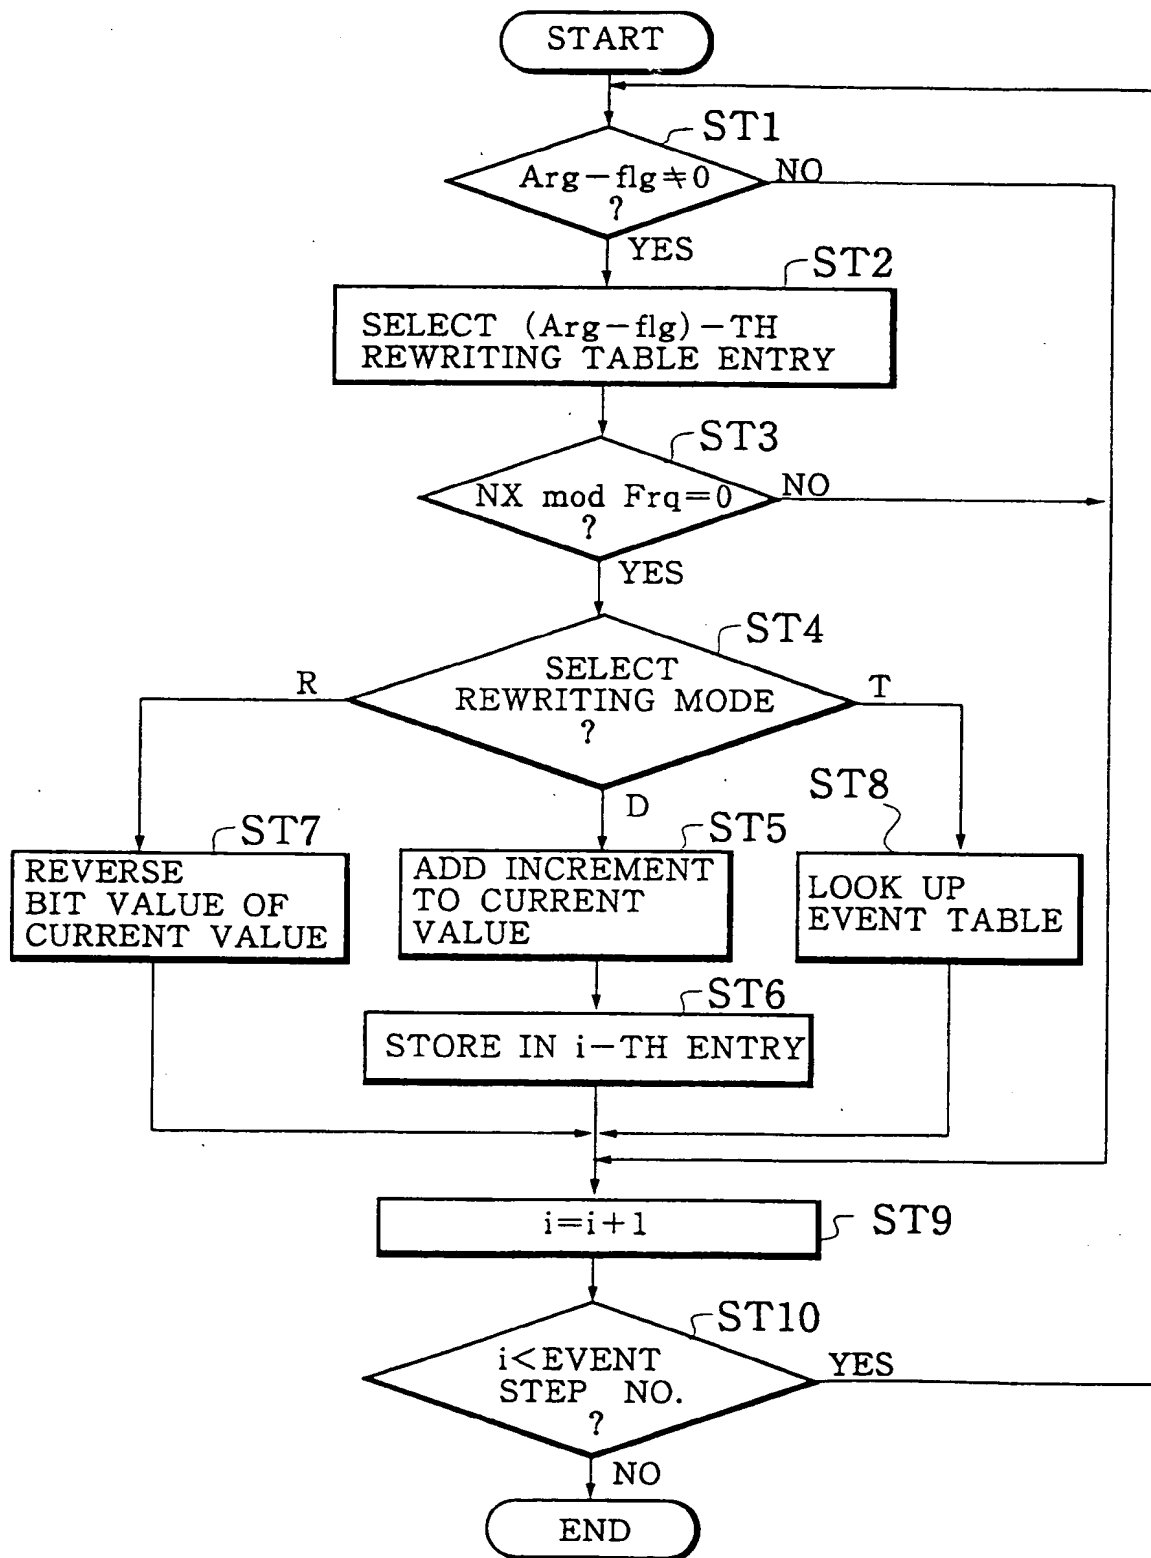 START
ST1
Arg-flg≠0
?
NO
YES
ST2
SELECT (Arg-flg)-TH
REWRITING TABLE ENTRY
ST3
NX mod Frq=0
?
NO
YES
ST4
SELECT
REWRITING MODE
?
R
T
D
ST7
REVERSE
BIT VALUE OF
CURRENT VALUE
ST5
ADD INCREMENT
TO CURRENT
VALUE
ST8
LOOK UP
EVENT TABLE
ST6
STORE IN i-TH ENTRY
i=i+1
ST9
ST10
i<EVENT
STEP NO.
?
YES
NO
END